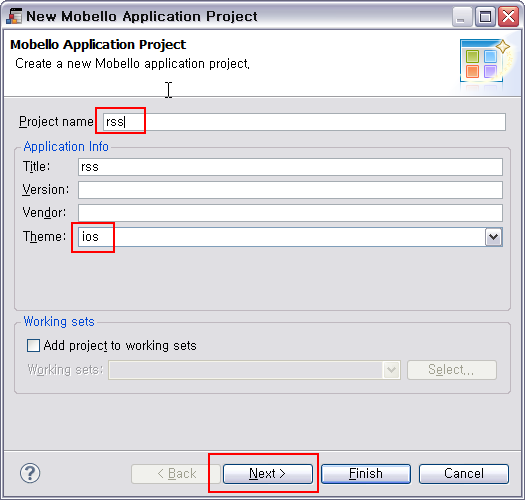 New Mobello Application Project
Mobello Application Project
Create a new Mobello application project.
Project name rss
Application Info
Title: rss
Version:
Vendor:
Theme: ios
Working sets
Add project to working sets
Working sets: Select...
? < Back Next > Finish Cancel